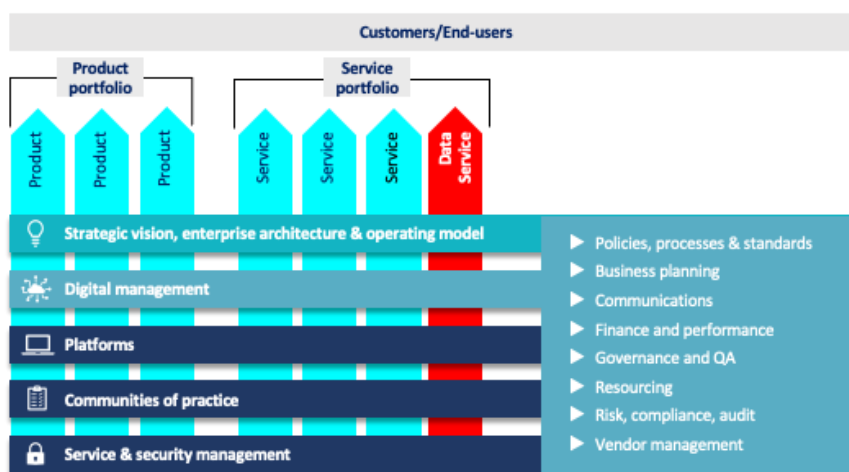 Customers/End-users
Product
portfolio
Service
portfolio
Product
Product
Product
Service
Service
Service
Data
Service
Strategic vision, enterprise architecture & operating model
Digital management
Platforms
Communities of practice
Service & security management
Policies, processes & standards
Business planning
Communications
Finance and performance
Governance and QA
Resourcing
Risk, compliance, audit
Vendor management